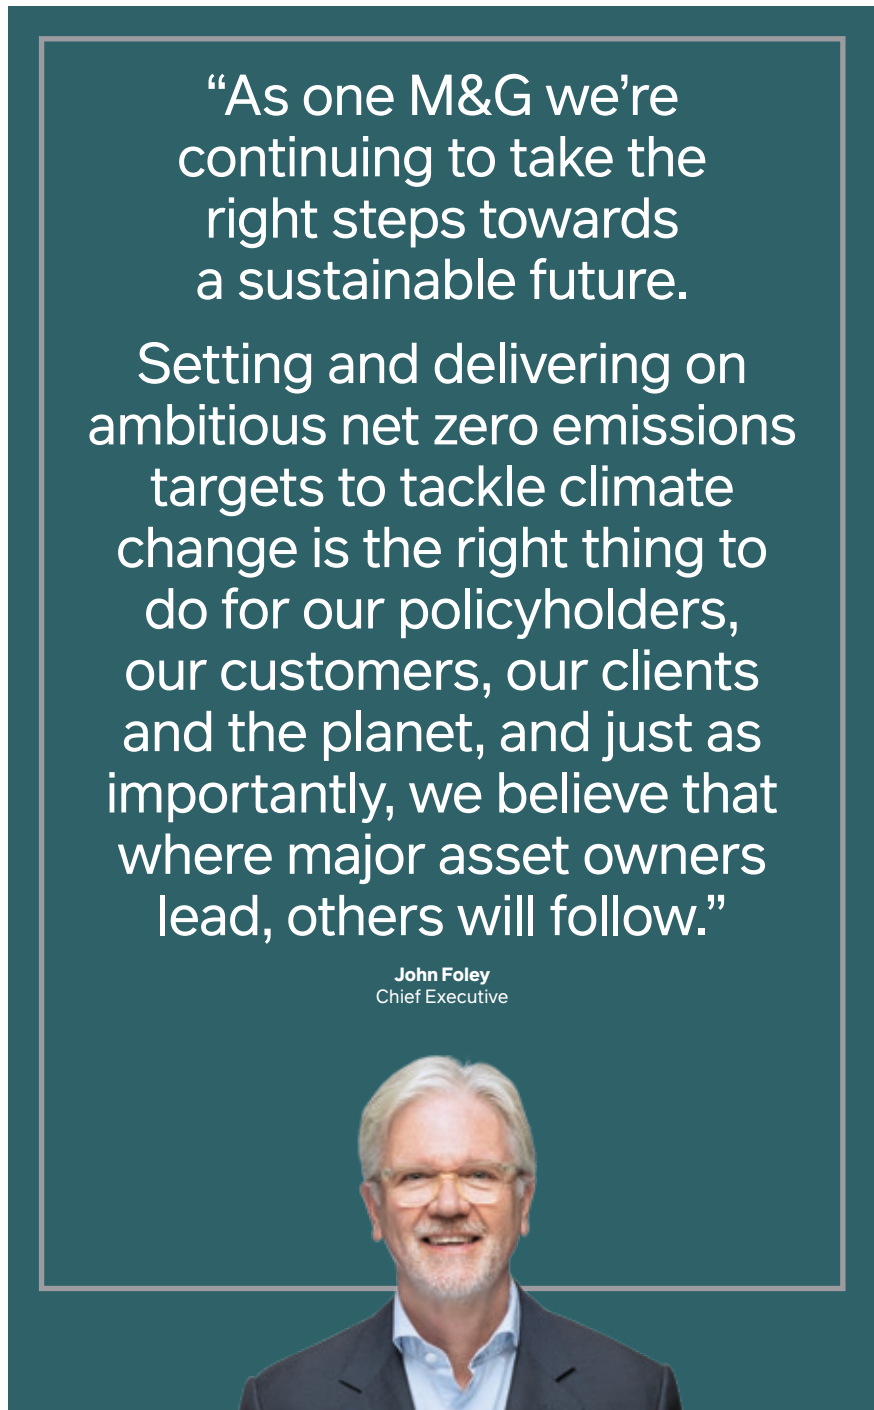 “As one M&G we’re
continuing to take the
right steps towards
a sustainable future.
Setting and delivering on
ambitious net zero emissions
targets to tackle climate
change is the right thing to
do for our policyholders,
our customers, our clients
and the planet, and just as
importantly, we believe that
where major asset owners
lead, others will follow.”
John Foley
Chief Executive